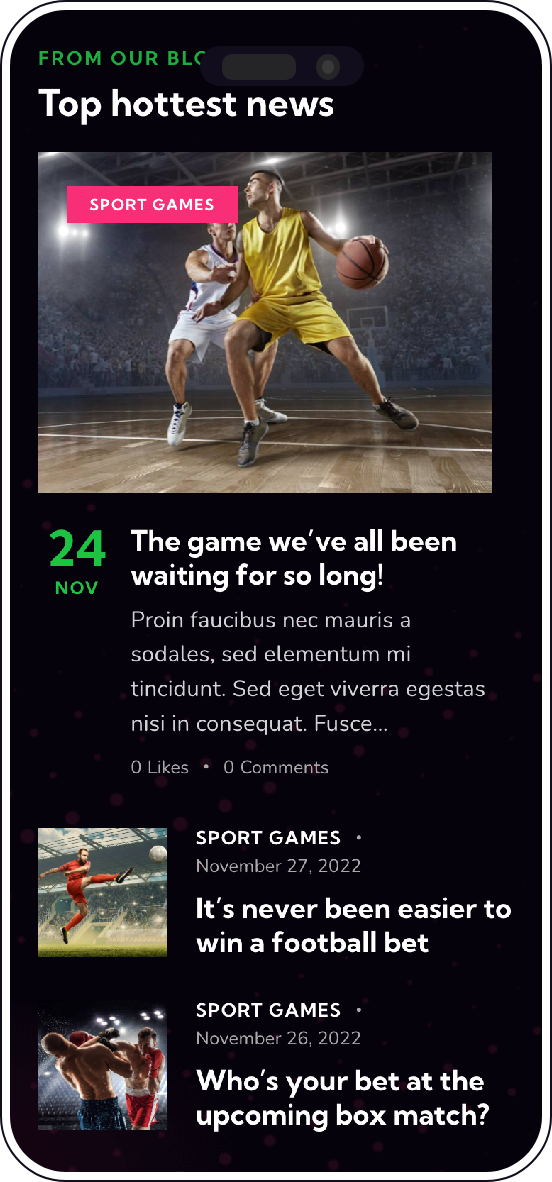 FROM OUR BLO
Top hottest news
SPORT GAMES
24
NOV
The game we’ve all been
waiting for so long!
Proin faucibus nec mauris a
sodales, sed elementum mi
tincidunt. Sed eget viverra egestas
nisi in consequat. Fusce...
0 Likes • 0 Comments
SPORT GAMES •
November 27, 2022
It’s never been easier to
win a football bet
SPORT GAMES •
November 26, 2022
Who’s your bet at the
upcoming box match?